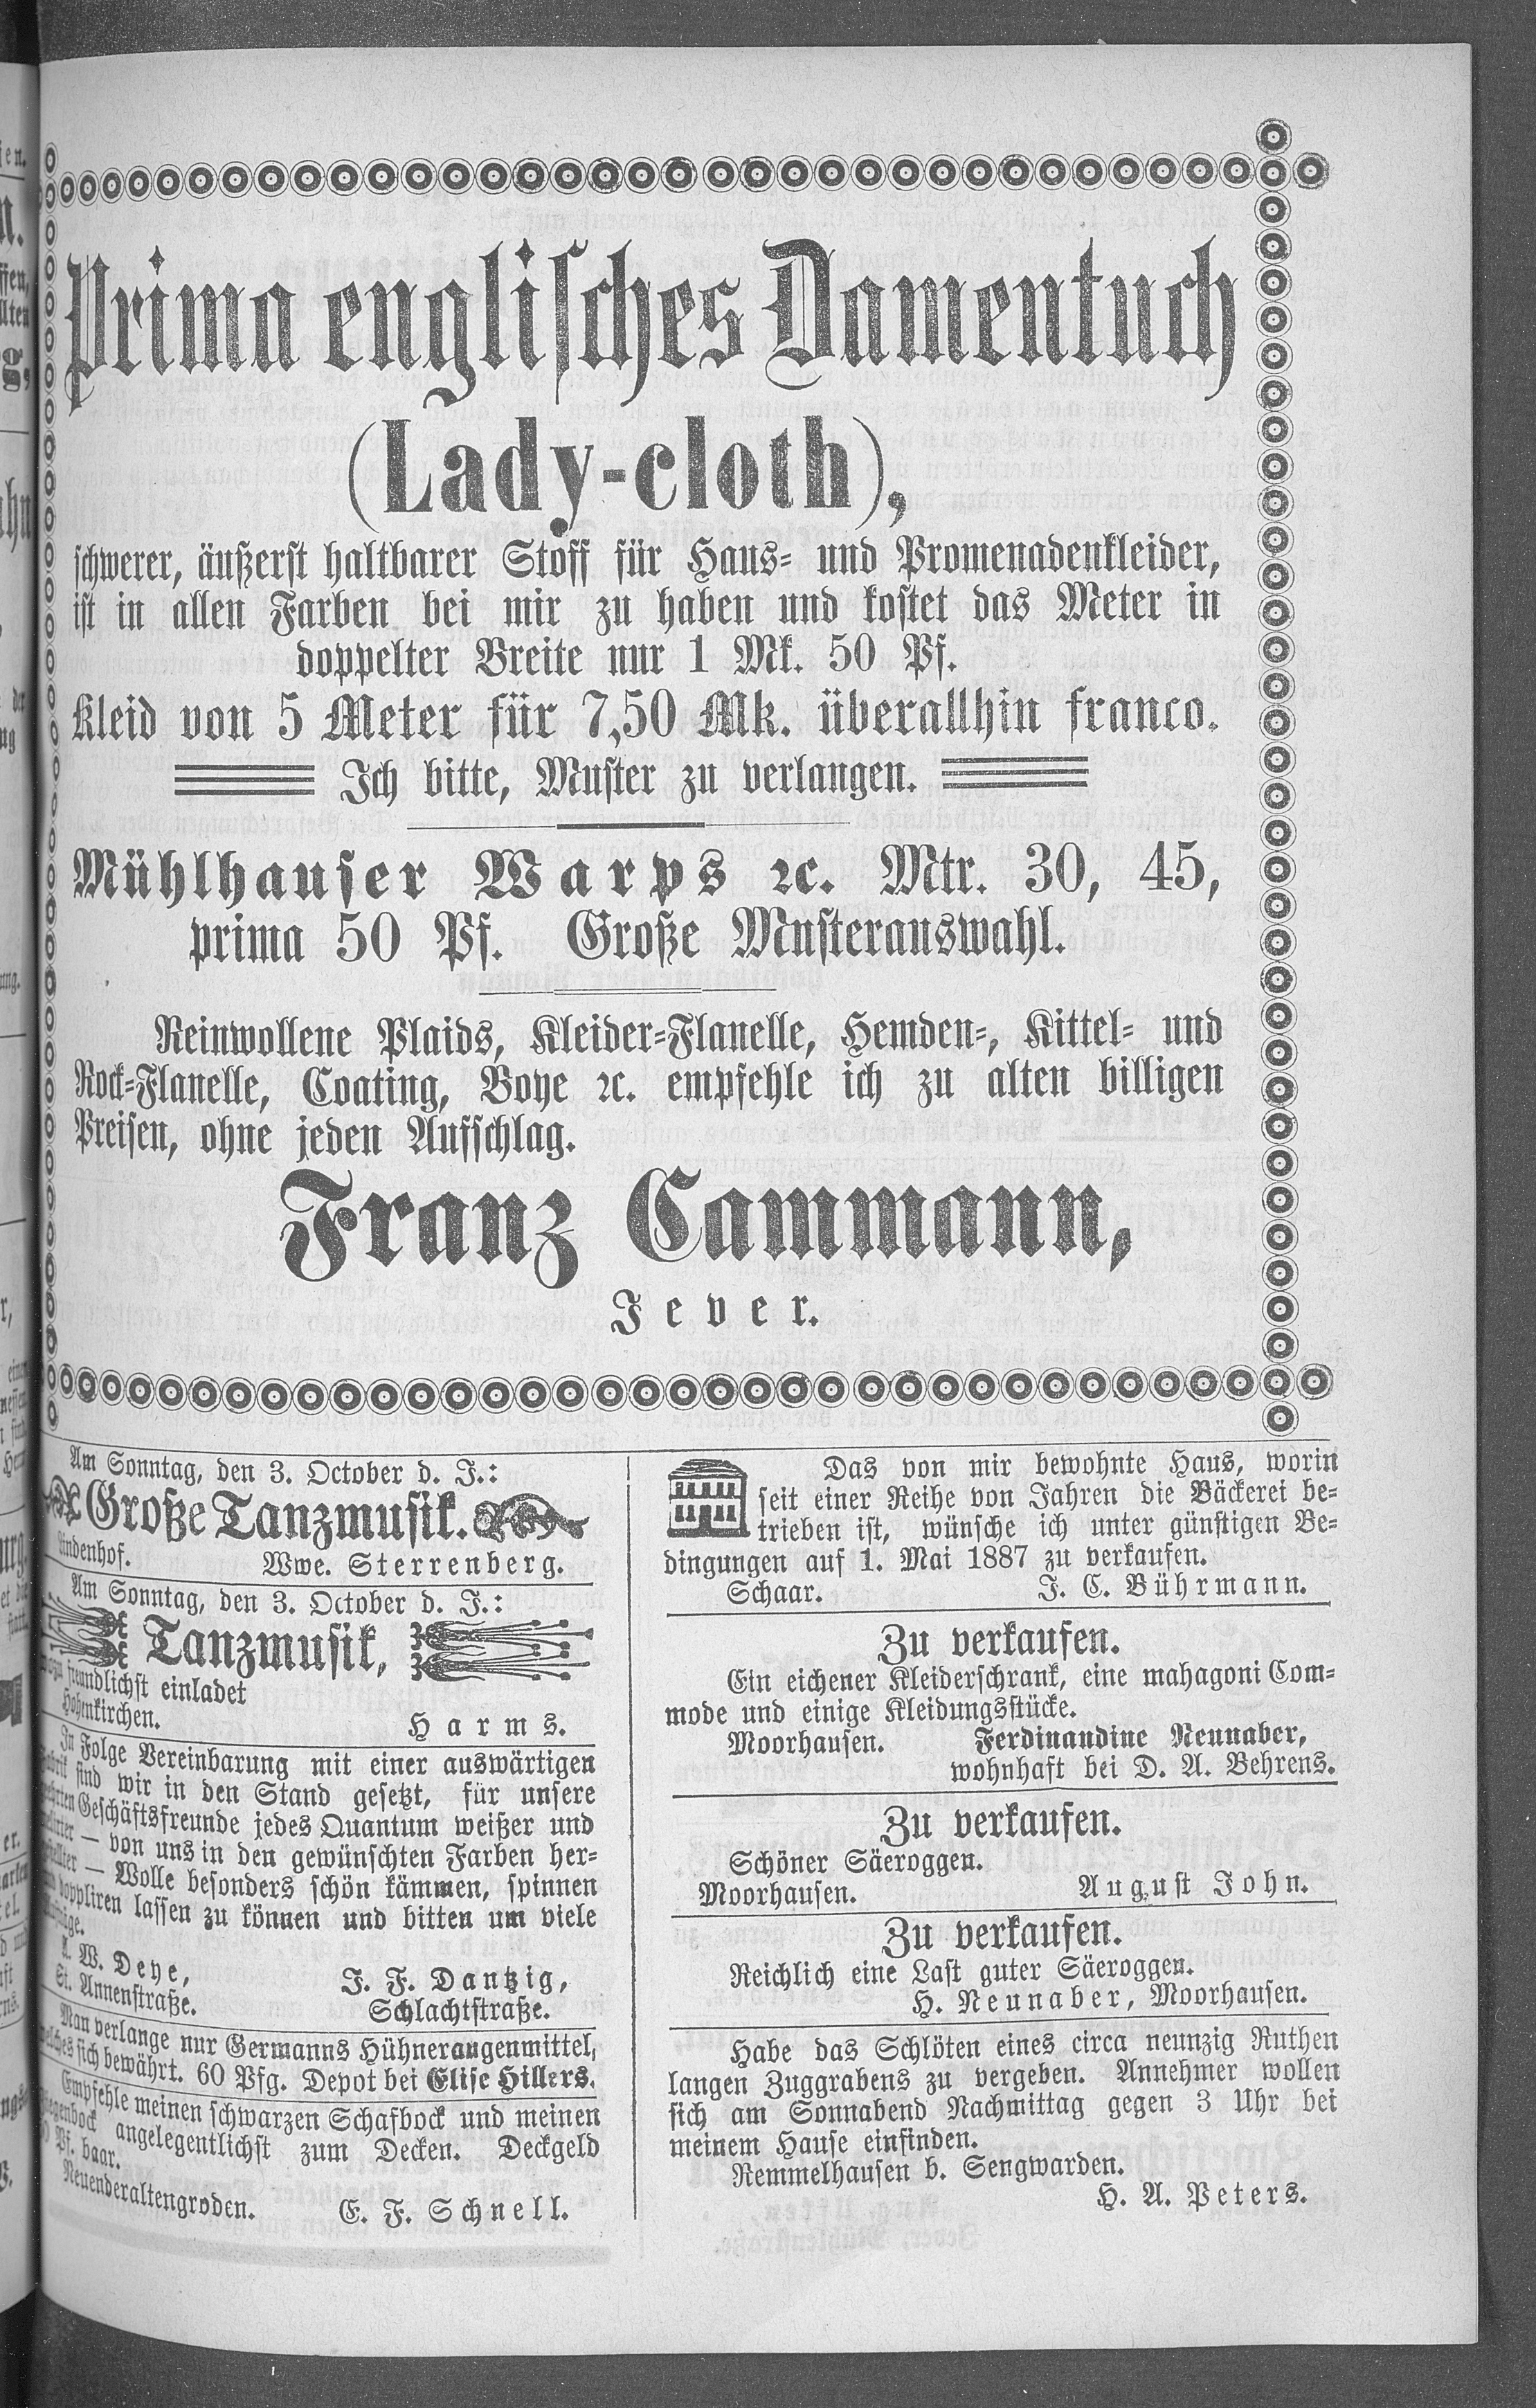 Prima englisches Damentuch
(Lady-cloth),
schwerer, äußerst haltbarer Stoff für Haus- und Promenadenkleider,
ist in allen Farben bei mir zu haben und kostet das Meter in
doppelter Breite nur 1 Mk. 50 Pf.
Kleid von 5 Meter für 7,50 Mk. überallhin franco.
Ich bitte, Muster zu verlangen.
Mühlhauser Warps ꝛc. Mtr. 30, 45,
prima 50 Pf. Große Musterauswahl.
Reinwollene Plaids, Kleider-Flanelle, Hemden-, Kittel- und
Rock-Flanelle, Coating, Boye ꝛc. empfehle ich zu alten billigen
Preisen, ohne jeden Aufschlag.
Franz Cammann,
Jever.
Am Sonntag, den 3. October d. J.:
Große Tanzmusik.
Lindenhof. Wwe. Sterrenberg.
Am Sonntag, den 3. October d. J.:
Tanzmusik,
wozu freundlichst einladet
Hohenkirchen. Harms.
In Folge Vereinbarung mit einer auswärtigen
Fabrik sind wir in den Stand gesetzt, für unsere
geehrten Geschäftsfreunde jedes Quantum weißer und
— von uns in den gewünschten Farben her-
— Wolle besonders schön kämmen, spinnen
doppliren lassen zu können und bitten um viele
W. Deye, J. F. Dantzig,
St. Annenstraße. Schlachtstraße.
Man verlange nur Germanns Hühneraugenmittel,
welches sich bewährt. 60 Pfg. Depot bei Elise Hillers.
Empfehle meinen schwarzen Schafbock und meinen
Ziegenbock angelegentlichst zum Decken. Deckgeld
Pf. baar.
Neuenderaltengroden. E. F. Schnell.
Das von mir bewohnte Haus, worin
seit einer Reihe von Jahren die Bäckerei be-
trieben ist, wünsche ich unter günstigen Be-
dingungen auf 1. Mai 1887 zu verkaufen.
Schaar. J. C. Bührmann.
Zu verkaufen.
Ein eichener Kleiderschrank, eine mahagoni Com-
mode und einige Kleidungsstücke.
Moorhausen. Ferdinandine Neunaber,
wohnhaft bei D. A. Behrens.
Zu verkaufen.
Schöner Säeroggen.
Moorhausen. August John.
Zu verkaufen.
Reichlich eine Last guter Säeroggen.
H. Neunaber, Moorhausen.
Habe das Schlöten eines circa neunzig Ruthen
langen Zuggrabens zu vergeben. Annehmer wollen
sich am Sonnabend Nachmittag gegen 3 Uhr bei
meinem Hause einfinden.
Remmelhausen b. Sengwarden.
H. A. Peters.